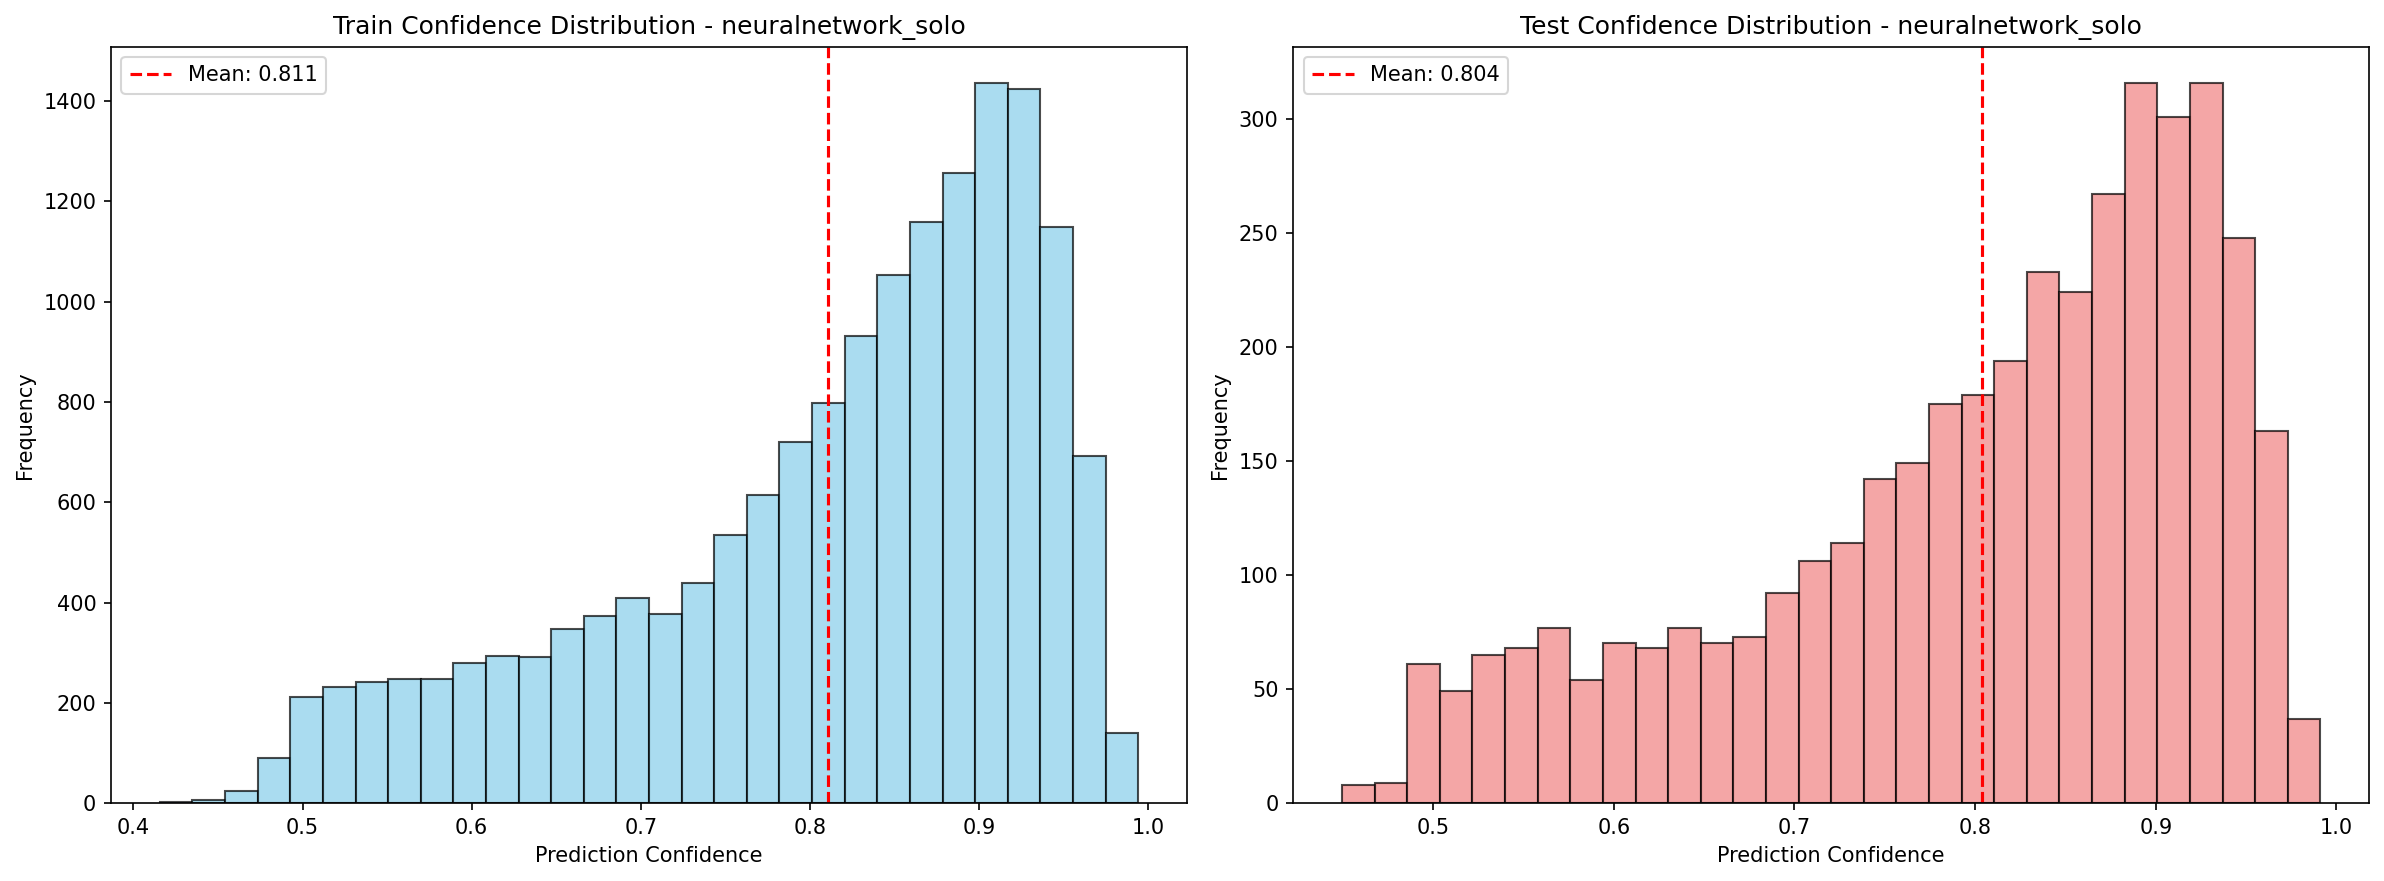 Train Confidence Distribution - neuralnetwork_solo
Mean: 0.811
Frequency
1400
1200
1000
800
600
400
200
0
0.4 0.5 0.6 0.7 0.8 0.9 1.0
Prediction Confidence
Test Confidence Distribution - neuralnetwork_solo
Mean: 0.804
Frequency
300
250
200
150
100
50
0
0.5 0.6 0.7 0.8 0.9 1.0
Prediction Confidence